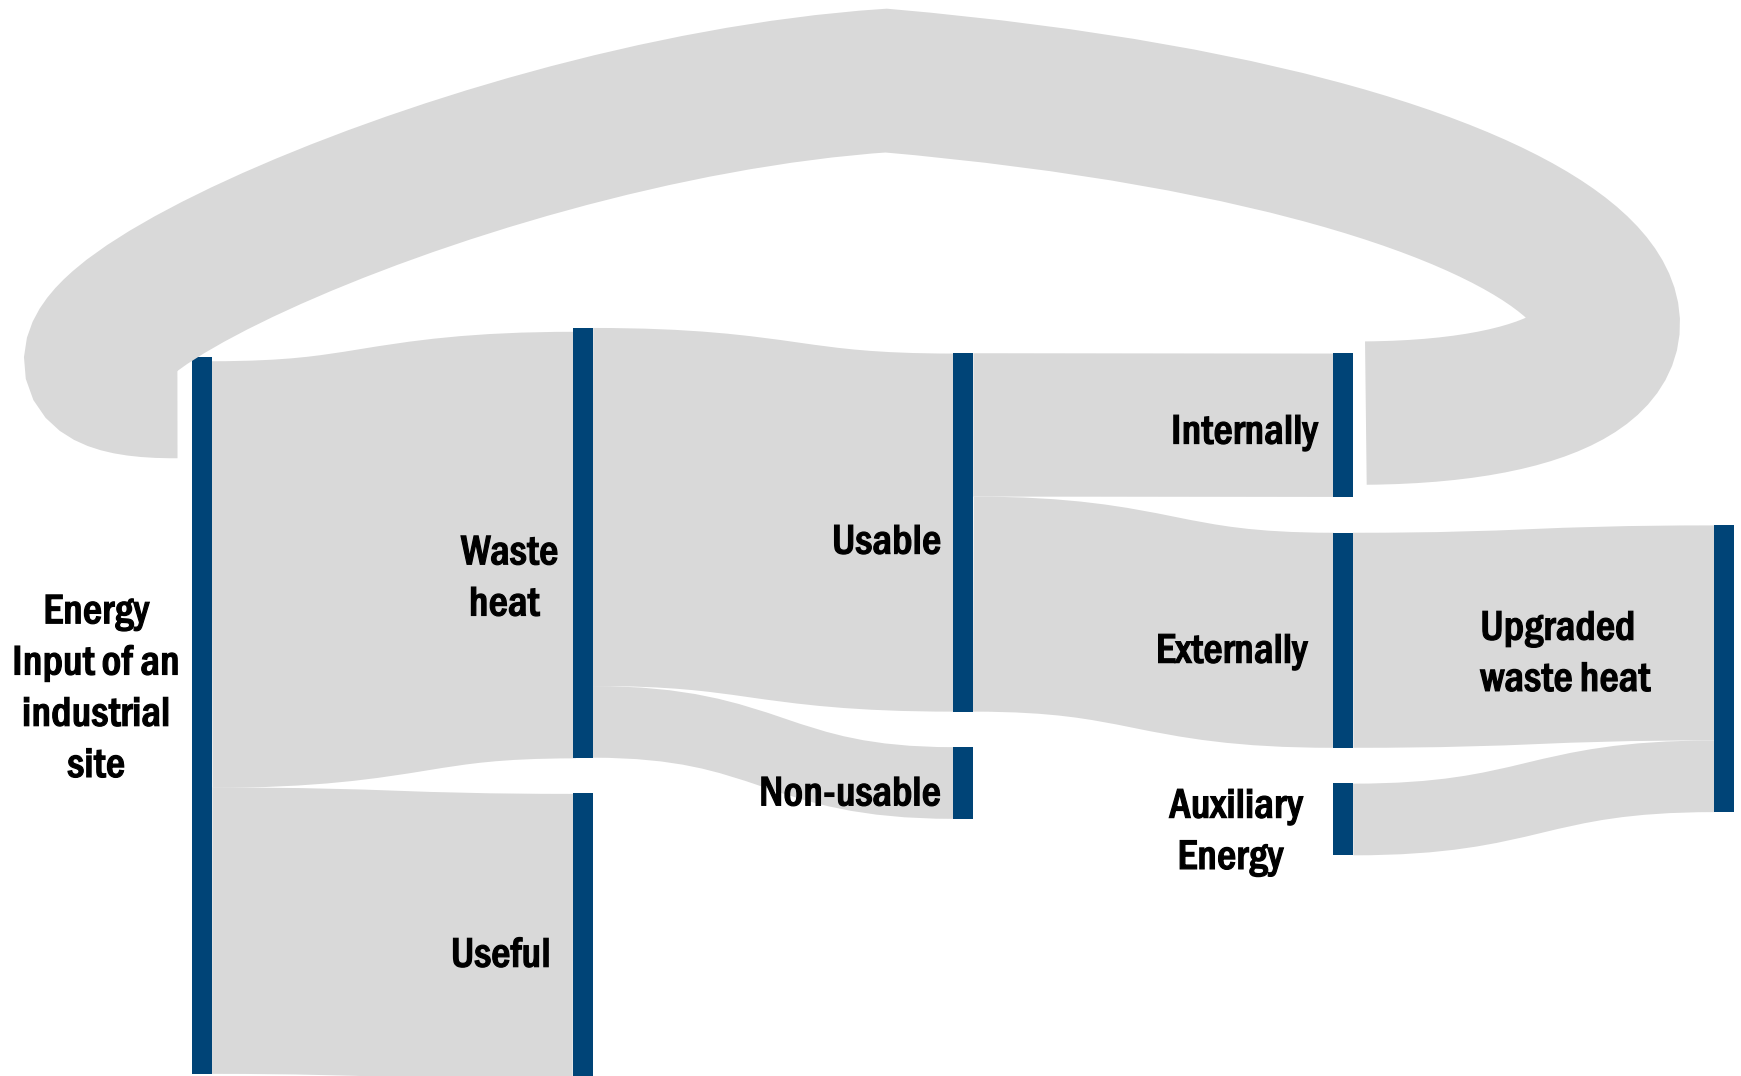 Energy
Input of an
industrial
site
Waste
heat
Useful
Usable
Non-usable
Internally
Externally
Auxiliary
Energy
Upgraded
waste heat